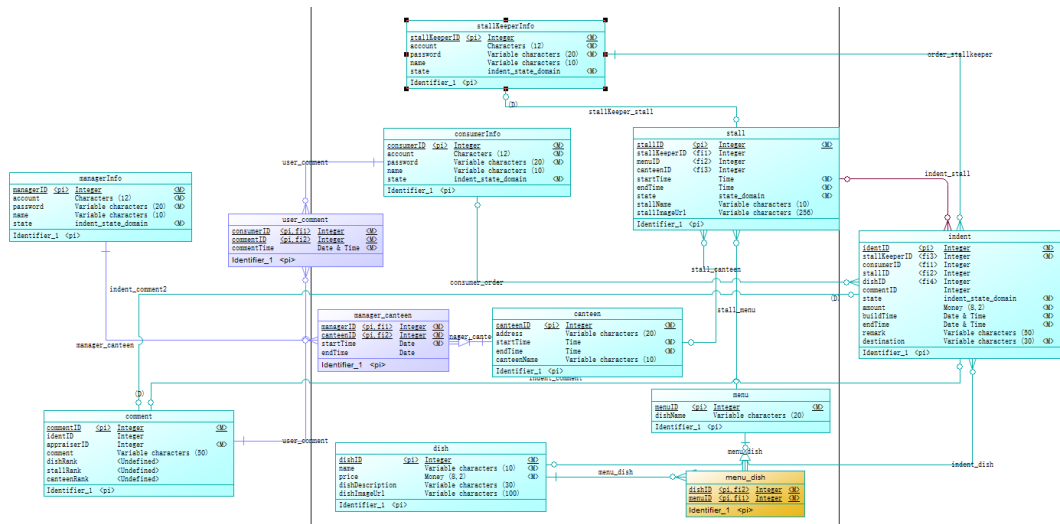 stallKeeperInfo
stallKeeperID <pi> Integer <M>
account Characters (12) <M>
password Variable characters (20) <M>
name Variable characters (10)
state indent_state_domain <M>
Identifier_1 <pi>
order_stallkeeper
(D)
stallKeeper_stall
consumerInfo
consumerID <pi> Integer <M>
account Characters (12) <M>
password Variable characters (20) <M>
name Variable characters (10)
state indent_state_domain <M>
Identifier_1 <pi>
stall
stallID <pi> Integer <M>
stallKeeperID <fi1> Integer
menuID <fi2> Integer
canteenID <fi3> Integer
startTime Time <M>
endTime Time <M>
state state_domain <M>
stallName Variable characters (10)
stallImageUrl Variable characters (256)
Identifier_1 <pi>
user_comment
indent_stall
managerInfo
managerID <pi> Integer <M>
account Characters (12) <M>
password Variable characters (20) <M>
name Variable characters (10)
state indent_state_domain <M>
Identifier_1 <pi>
user_comment
consumerID <pi,fi1> Integer <M>
commentID <pi,fi2> Integer <M>
commentTime Date & Time <M>
Identifier_1 <pi>
indent
identID <pi> Integer <M>
stallKeeperID <fi3> Integer <M>
consumerID <fi1> Integer
stallID <fi2> Integer
dishID <fi4> Integer
commentID Integer
state indent_state_domain <M>
amount Money (8,2) <M>
buildTime Date & Time <M>
endTime Date & Time <M>
remark Variable characters (50)
destination Variable characters (30) <M>
Identifier_1 <pi>
stall_canteen
consumer_order
indent_comment2
(D)
stall_menu
manager_canteen
manager_canteen
managerID <pi,fi1> Integer <M>
canteenID <pi,fi2> Integer <M>
startTime Date <M>
endTime Date
Identifier_1 <pi>
canteen
canteenID <pi> Integer <M>
address Variable characters (20)
startTime Time <M>
endTime Time <M>
canteenName Variable characters (10)
Identifier_1 <pi>
indent_comment
(D)
menu
menuID <pi> Integer <M>
dishName Variable characters (20)
Identifier_1 <pi>
comment
commentID <pi> Integer <M>
identID Integer
appraiserID Integer <M>
comment Variable characters (50)
dishRank <Undefined>
stallRank <Undefined>
canteenRank <Undefined>
Identifier_1 <pi>
user_comment
dish
dishID <pi> Integer <M>
name Variable characters (10) <M>
price Money (8,2) <M>
dishDescription Variable characters (30)
dishImageUrl Variable characters (100)
Identifier_1 <pi>
menu_dish
menu_dish
indent_dish
menu_dish
dishID <pi,fi2> Integer <M>
menuID <pi,fi1> Integer <M>
Identifier_1 <pi>